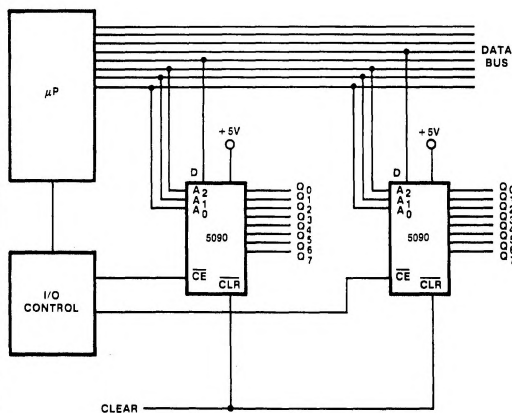 DATA
BUS
μP
+5V
+5V
D
D
A2
A1
A0
5090
CE
CLR
Q0
Q1
Q2
Q3
Q4
Q5
Q6
Q7
A2
A1
A0
5090
CE
CLR
I/O
CONTROL
CLEAR